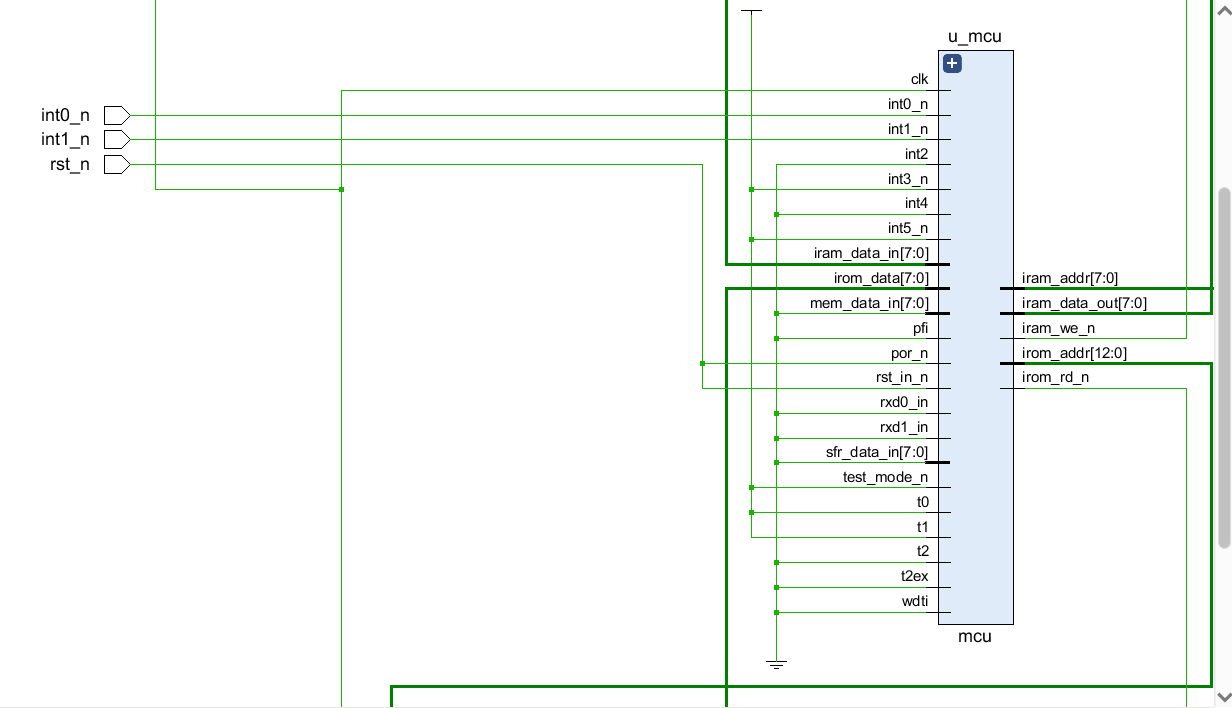 u_mcu
clk
int0_n
int1_n
rst_n
int0_n
int1_n
int2
int3_n
int4
int5_n
iram_data_in[7:0]
irom_data[7:0]
mem_data_in[7:0]
pfi
por_n
rst_in_n
rxd0_in
rxd1_in
sfr_data_in[7:0]
test_mode_n
t0
t1
t2
t2ex
wdti
iram_addr[7:0]
iram_data_out[7:0]
iram_we_n
irom_addr[12:0]
irom_rd_n
mcu